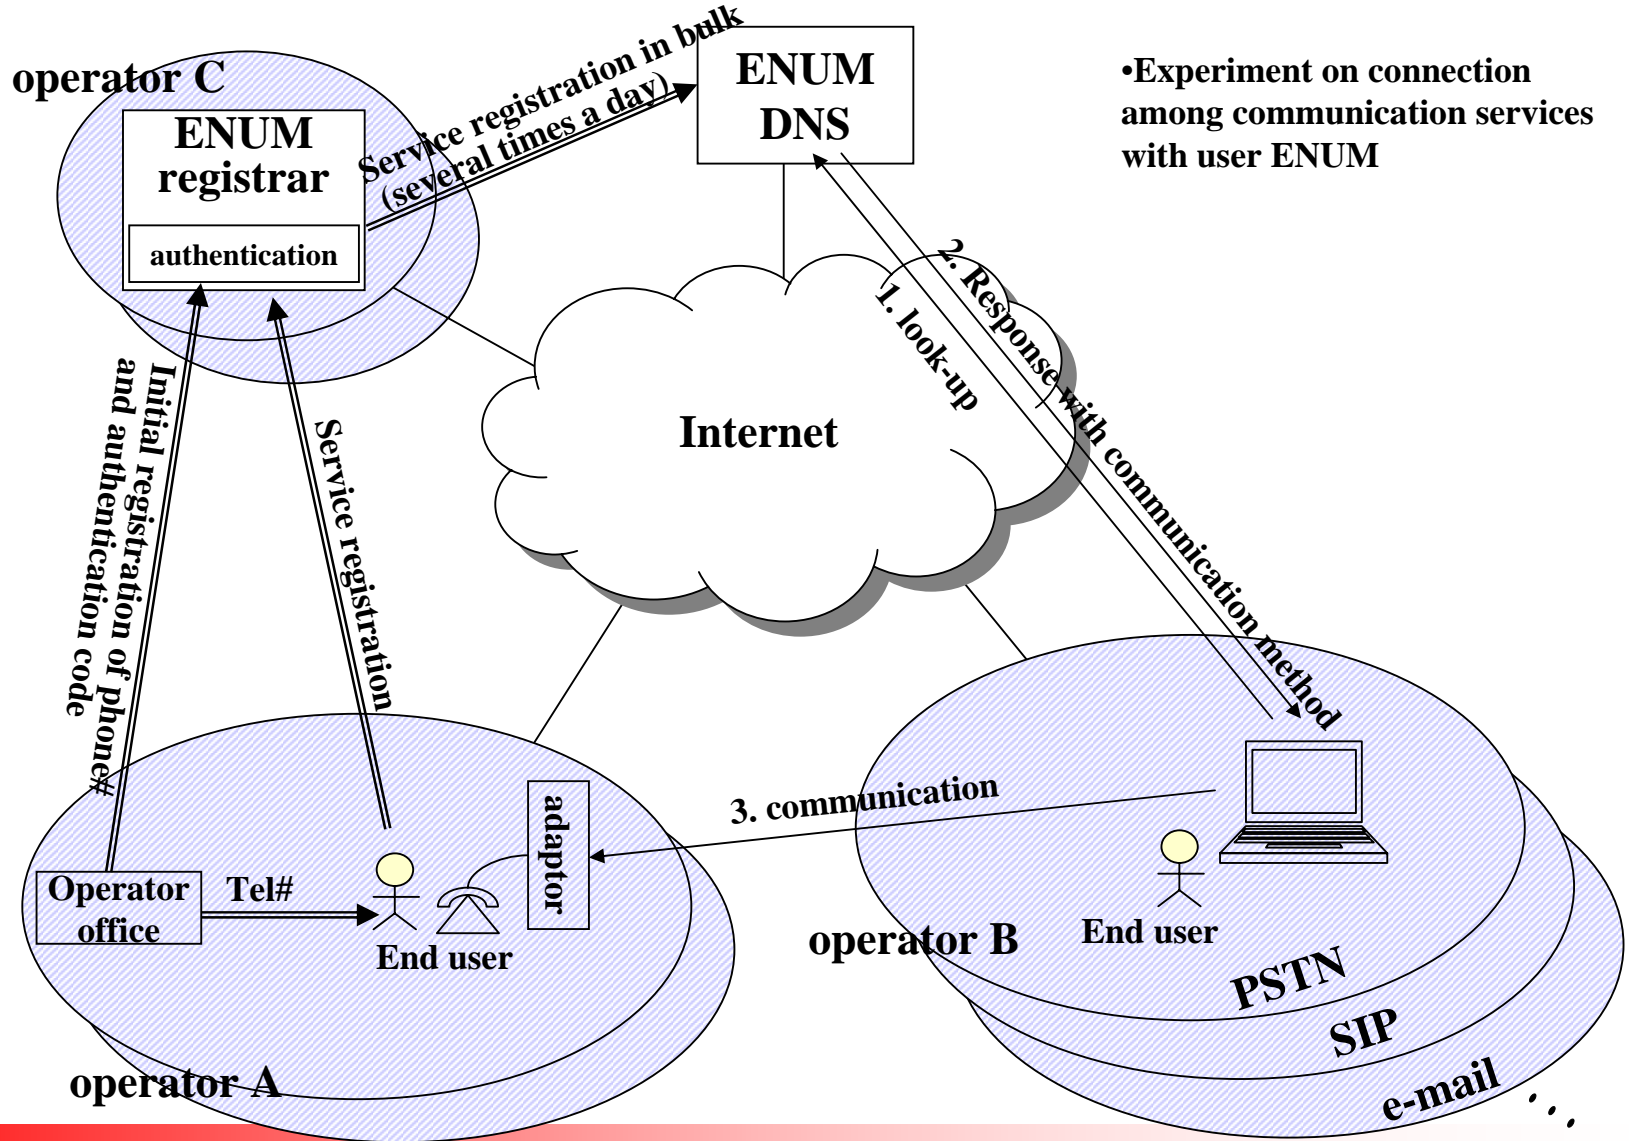 operator C
ENUM
registrar
authentication
Service registration in bulk
(several times a day)
ENUM
DNS
•Experiment on connection
among communication services
with user ENUM
2. Response with communication method
1. look-up
Internet
Initial registration of phone#
and authentication code
Service registration
3. communication
adaptor
Operator
office
Tel#
End user
operator A
operator B
End user
PSTN
SIP
e-mail
...